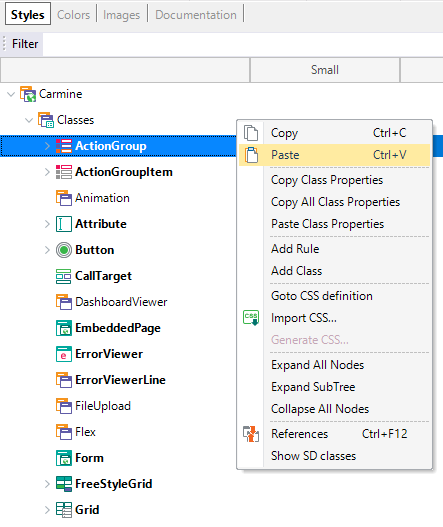 Styles Colors Images Documentation
Filter
Small
Carmine
Classes
ActionGroup
ActionGroupItem
Animation
Attribute
Button
CallTarget
DashboardViewer
EmbeddedPage
ErrorViewer
ErrorViewerLine
FileUpload
Flex
Form
FreeStyleGrid
Grid
Copy Ctrl+C
Paste Ctrl+V
Copy Class Properties
Copy All Class Properties
Paste Class Properties
Add Rule
Add Class
Goto CSS definition
CSS Import CSS...
Generate CSS...
Expand All Nodes
Expand SubTree
Collapse All Nodes
References Ctrl+F12
Show SD classes